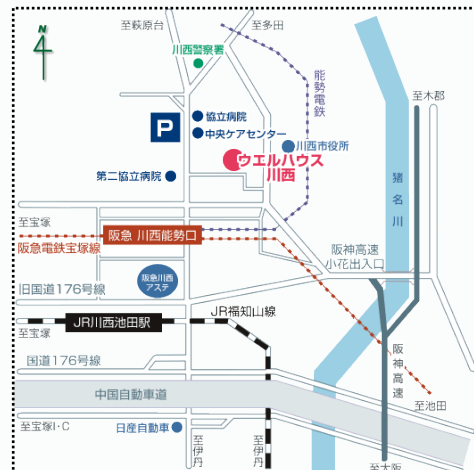 N
至萩原台
至多田
川西警察署
能勢電鉄
至木郡
P
協立病院
中央ケアセンター
川西市役所
ウエルハウス
川西
第二協立病院
猪名川
至宝塚
阪急 川西能勢口
阪急電鉄宝塚線
阪神高速
小花出入口
阪急川西
アステ
旧国道176号線
JR福知山線
JR川西池田駅
至宝塚
国道176号線
阪神高速
中国自動車道
至池田
至宝塚I・C
日産自動車
至伊丹
至伊丹
至大阪